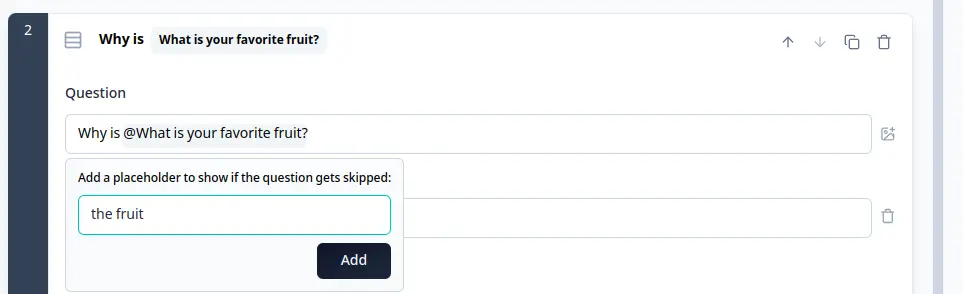 2
Why is What is your favorite fruit?
Question
Why is @What is your favorite fruit?
Add a placeholder to show if the question gets skipped:
the fruit
Add